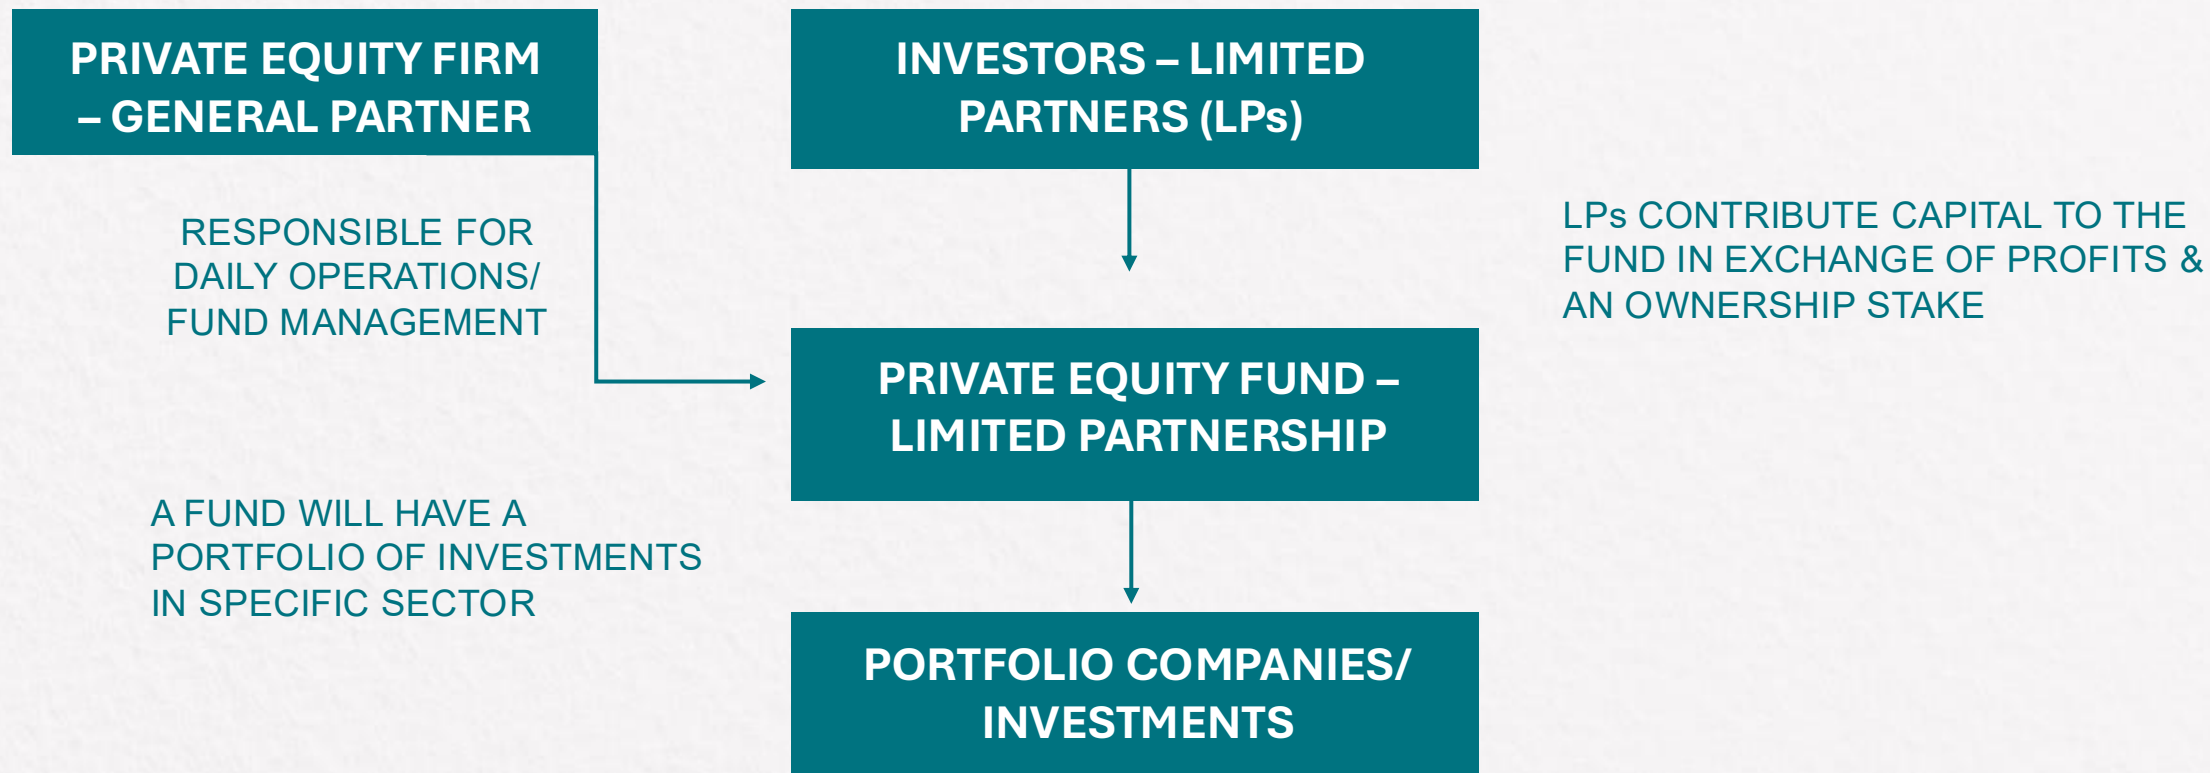 PRIVATE EQUITY FIRM
– GENERAL PARTNER
INVESTORS – LIMITED
PARTNERS (LPs)
RESPONSIBLE FOR
DAILY OPERATIONS/
FUND MANAGEMENT
LPs CONTRIBUTE CAPITAL TO THE
FUND IN EXCHANGE OF PROFITS &
AN OWNERSHIP STAKE
PRIVATE EQUITY FUND –
LIMITED PARTNERSHIP
A FUND WILL HAVE A
PORTFOLIO OF INVESTMENTS
IN SPECIFIC SECTOR
PORTFOLIO COMPANIES/
INVESTMENTS